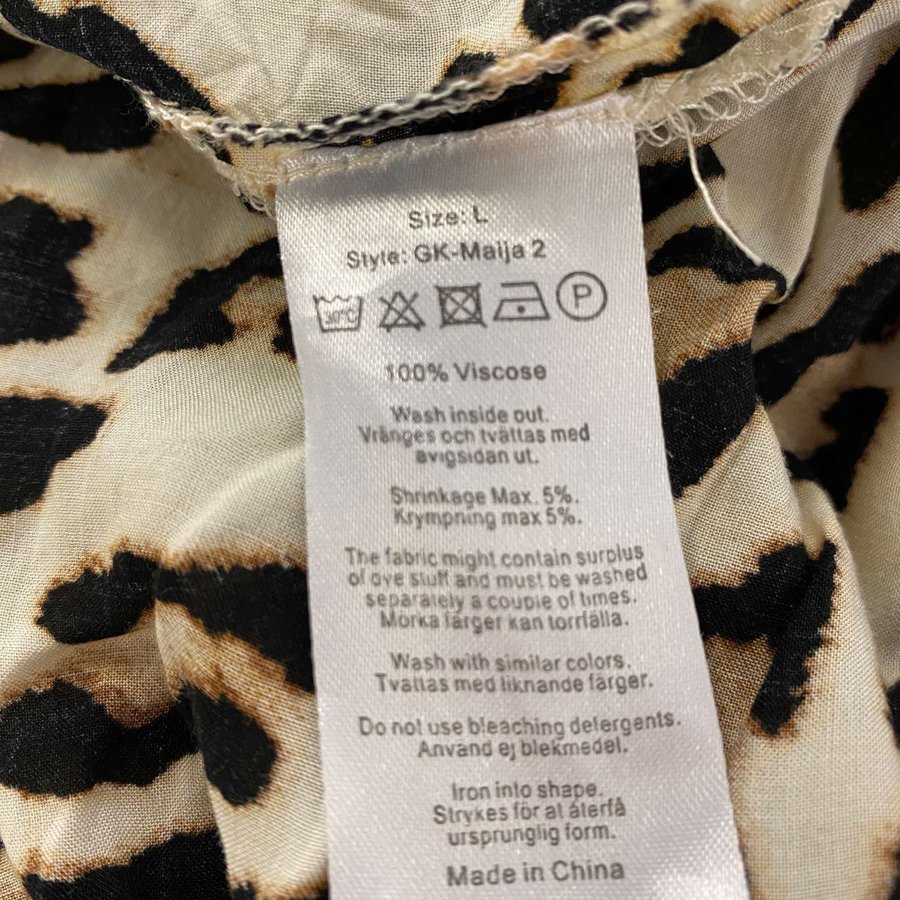 Size: L
Style: GK-Maija 2
30°C P
100% Viscose
Wash inside out.
Vränges och tvättas med
avigsidan ut.
Shrinkage Max. 5%.
Krympning max 5%.
The fabric might contain surplus
of dye stuff and must be washed
separately a couple of times.
Mörka färger kan torrfälla.
Wash with similar colors.
Tvättas med liknande färger.
Do not use bleaching detergents.
Använd ej blekmedel.
Iron into shape.
Strykes för at återfå
ursprunglig form.
Made in China